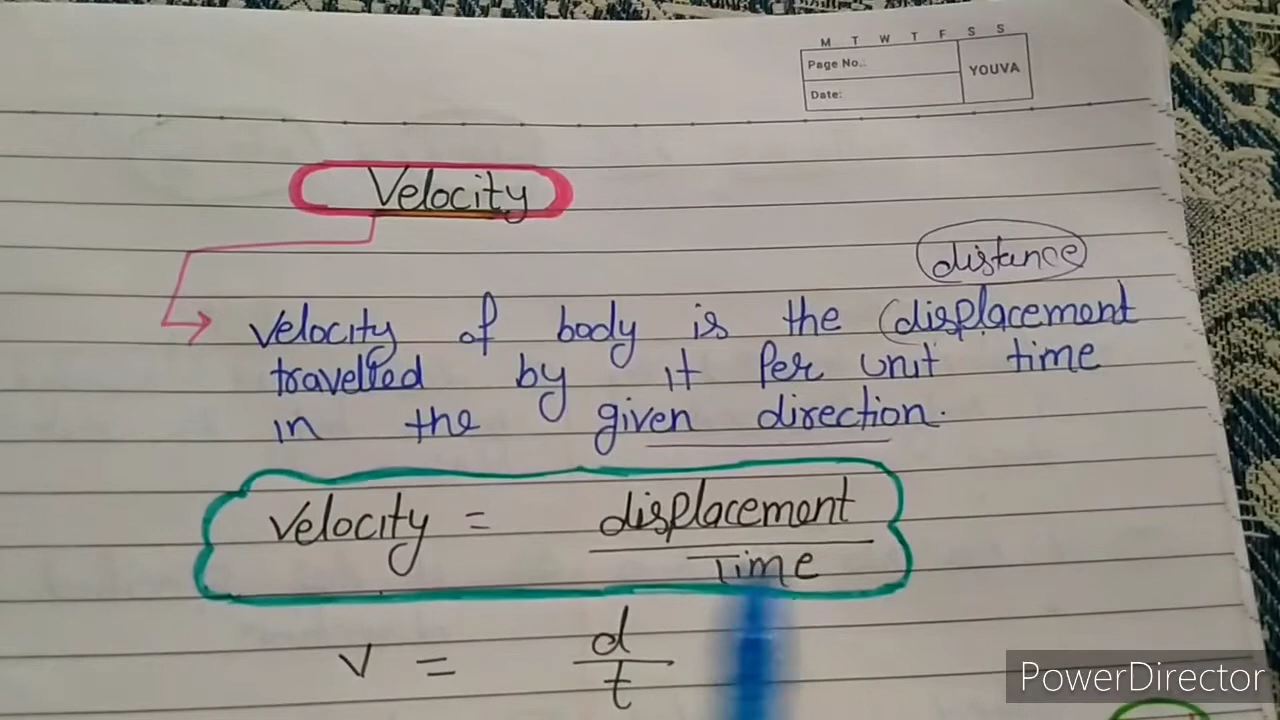 M T W T F S S
Page No.:
YOUVA
Date:
Velocity
distance
Velocity of body is the (displacement
travelled by it Per unit time
in the given direction.
Velocity = displacement
Time
V = d
t
PowerDirector